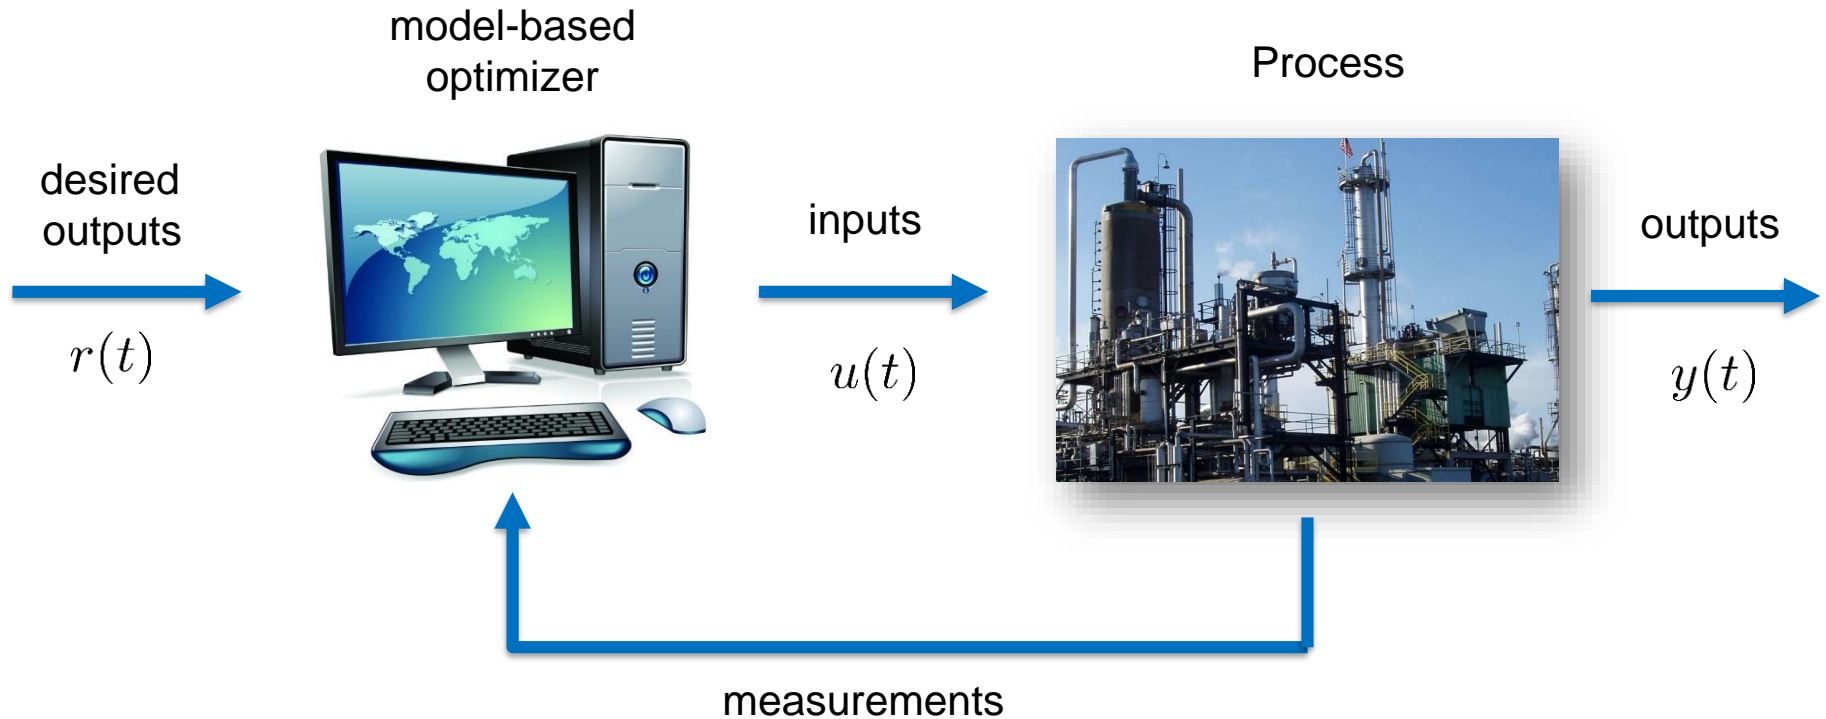 model-based
optimizer
Process
desired
outputs
inputs
outputs
r(t)
u(t)
y(t)
measurements